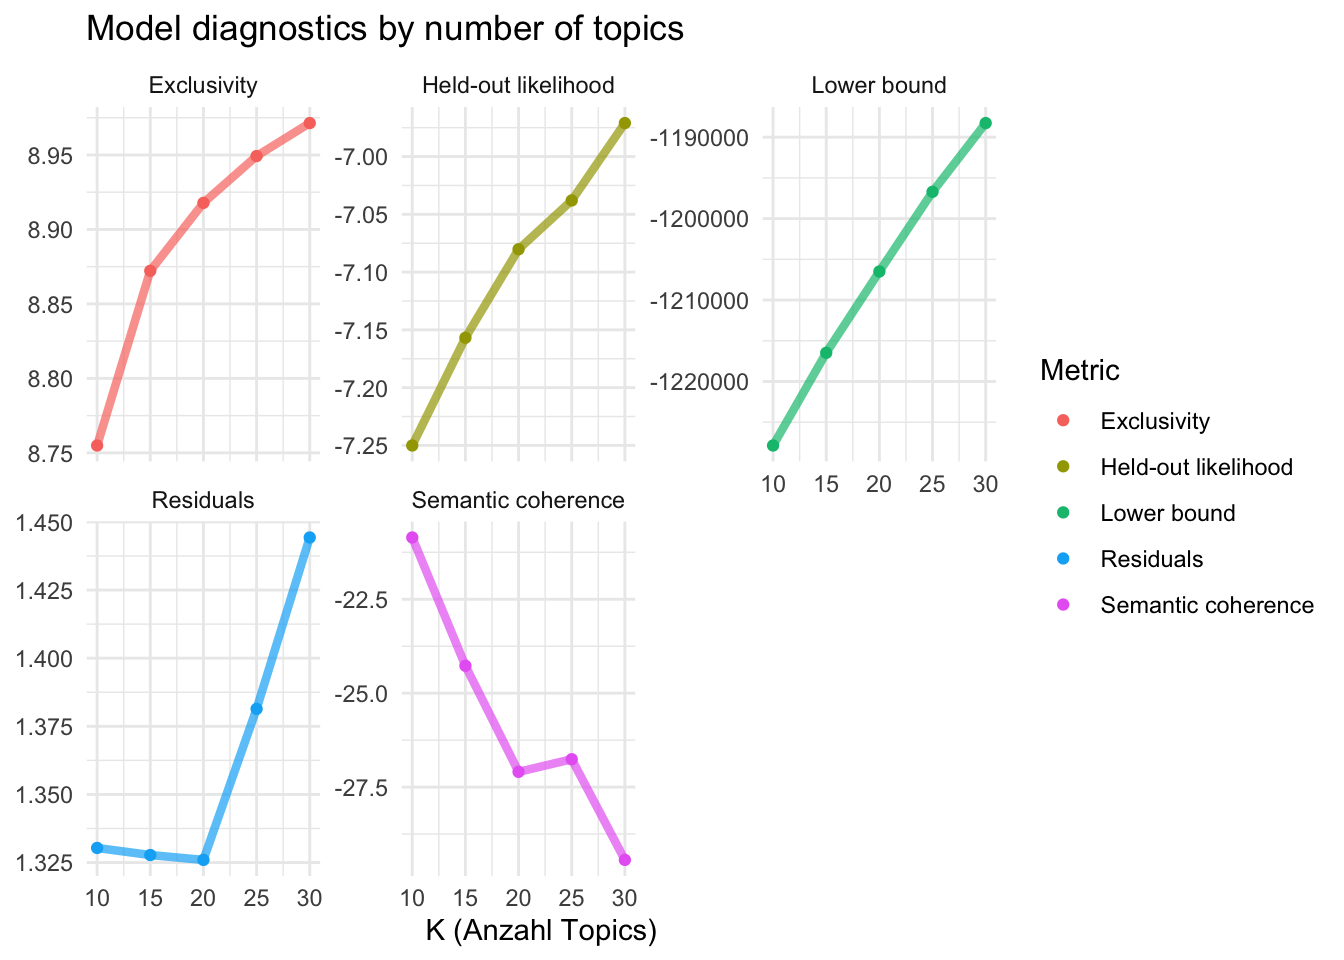 Model diagnostics by number of topics
Exclusivity
8.95
8.90
8.85
8.80
8.75
Held-out likelihood
-7.00
-7.05
-7.10
-7.15
-7.20
-7.25
Lower bound
-1190000
-1200000
-1210000
-1220000
10 15 20 25 30
Residuals
1.450
1.425
1.400
1.375
1.350
1.325
10 15 20 25 30
Semantic coherence
-22.5
-25.0
-27.5
10 15 20 25 30
K (Anzahl Topics)
Metric
Exclusivity
Held-out likelihood
Lower bound
Residuals
Semantic coherence